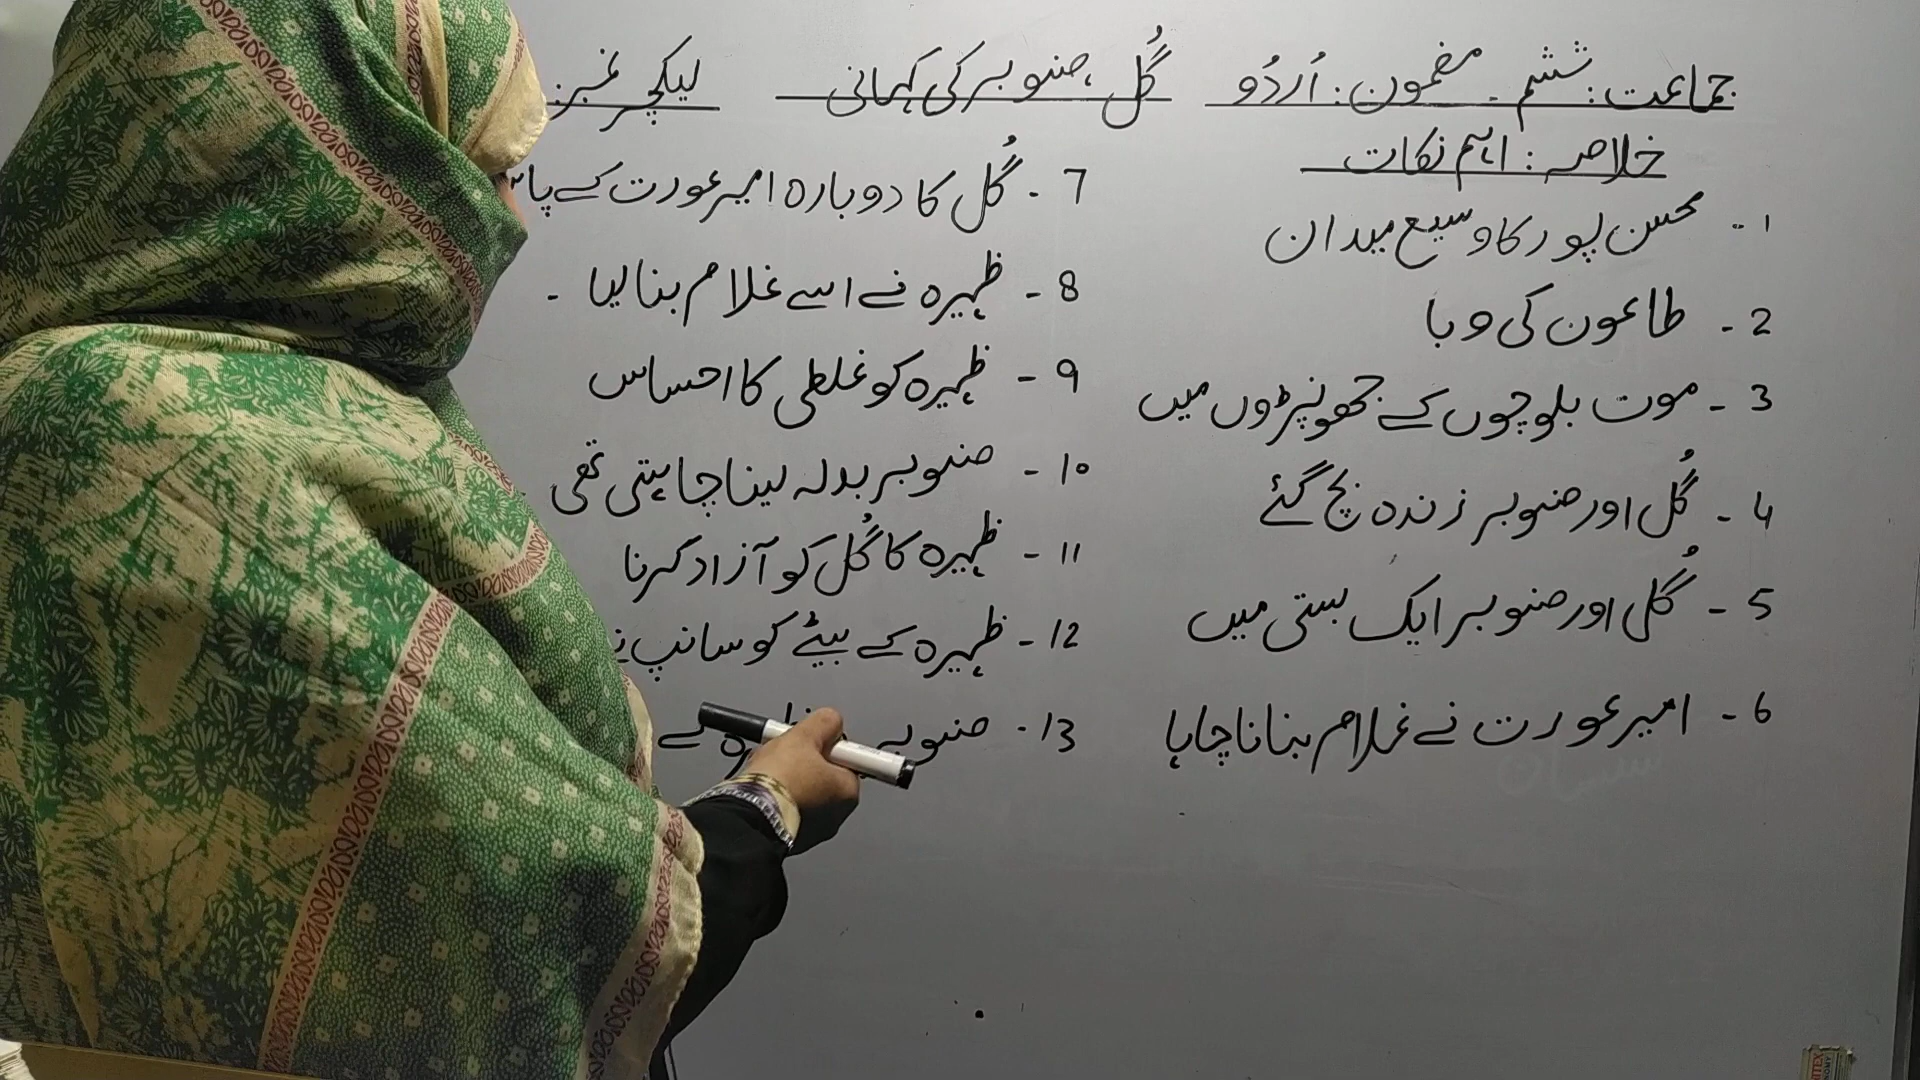 جماعت: ششم - مضمون: اُردُو گُل، صنوبر کی کہانی لیکچر نمبر:
خلاصہ: اہم نکات
1- محسن پور کا وسیع میدان
2- طاعون کی وبا
3- موت بلوچوں کے جھونپڑوں میں
4- گُل اور صنوبر زندہ بچ گئے
5- گُل اور صنوبر ایک بستی میں
6- امیر عورت نے غلام بنانا چاہا
7- گُل کا دوبارہ امیر عورت کے
8- ظہیرہ نے اسے غلام بنا لیا -
9- ظہیرہ کو غلطی کا احساس
10- صنوبر بدلہ لینا چاہتی تھی
11- ظہیرہ کا گُل کو آزاد کرنا
12- ظہیرہ کے بیٹے کو سانپ
13- صنوبر